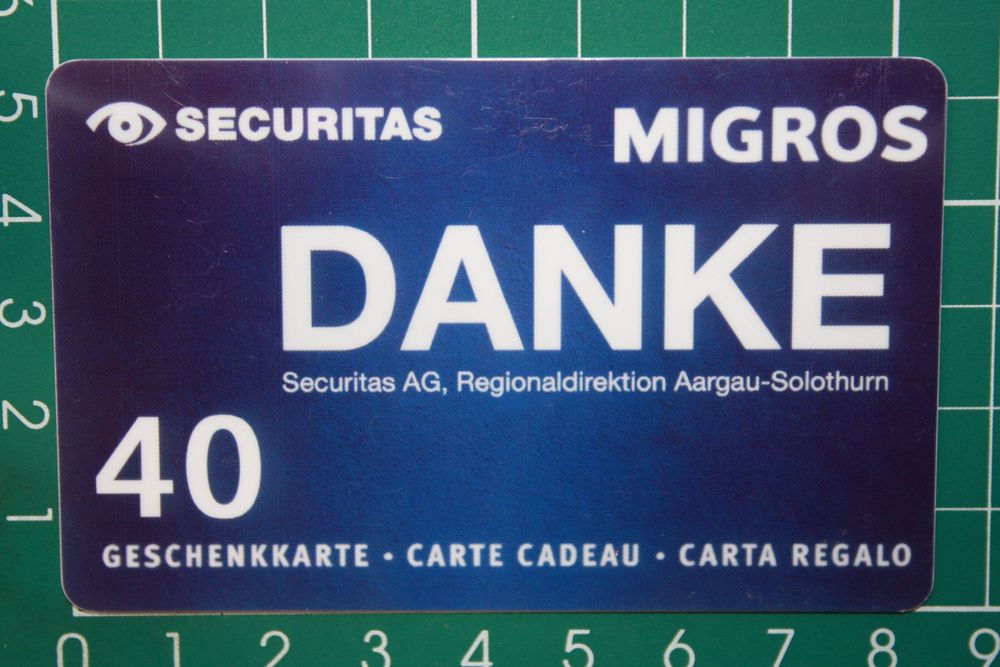 SECURITAS
MIGROS
DANKE
Securitas AG, Regionaldirektion Aargau-Solothurn
40
GESCHENKKARTE • CARTE CADEAU • CARTA REGALO
5
4
3
2
1
0 1 2 3 4 5 6 7 8 9